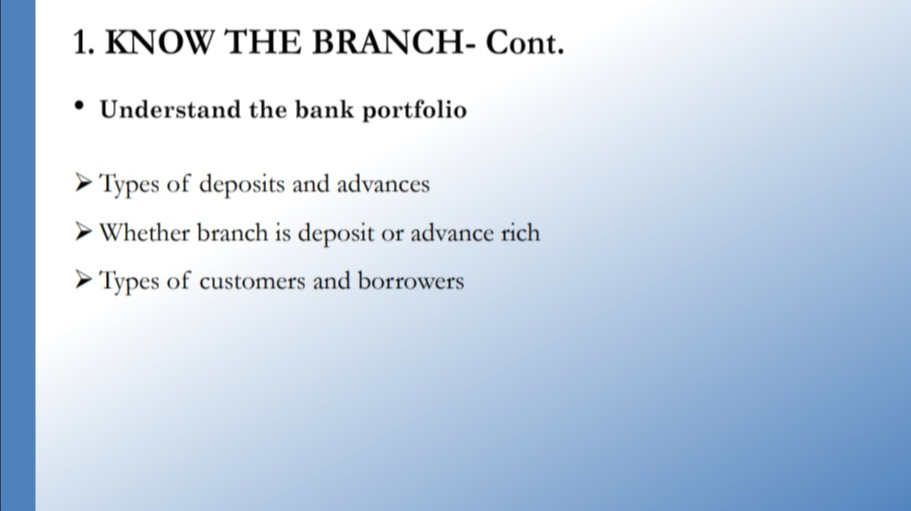 1. KNOW THE BRANCH- Cont.
• Understand the bank portfolio
➢ Types of deposits and advances
➢ Whether branch is deposit or advance rich
➢ Types of customers and borrowers